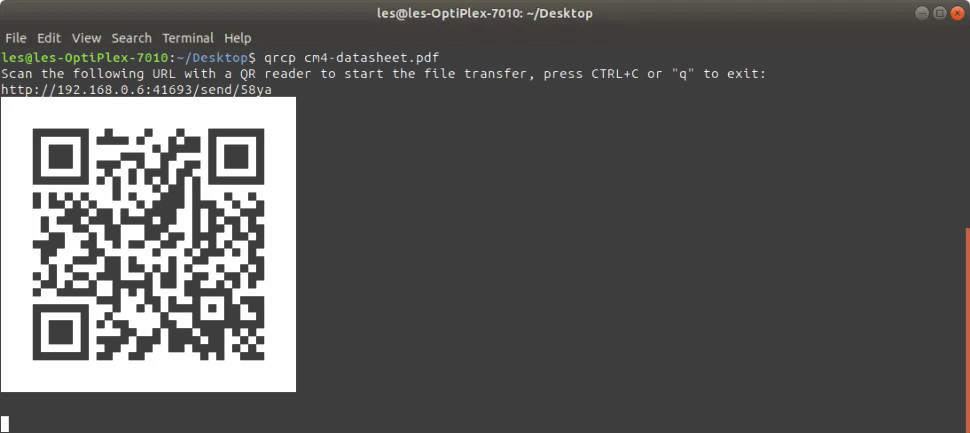 les@les-OptiPlex-7010: ~/Desktop
File Edit View Search Terminal Help
les@les-OptiPlex-7010:~/Desktop$ qrcp cm4-datasheet.pdf
Scan the following URL with a QR reader to start the file transfer, press CTRL+C or "q" to exit:
http://192.168.0.6:41693/send/58ya